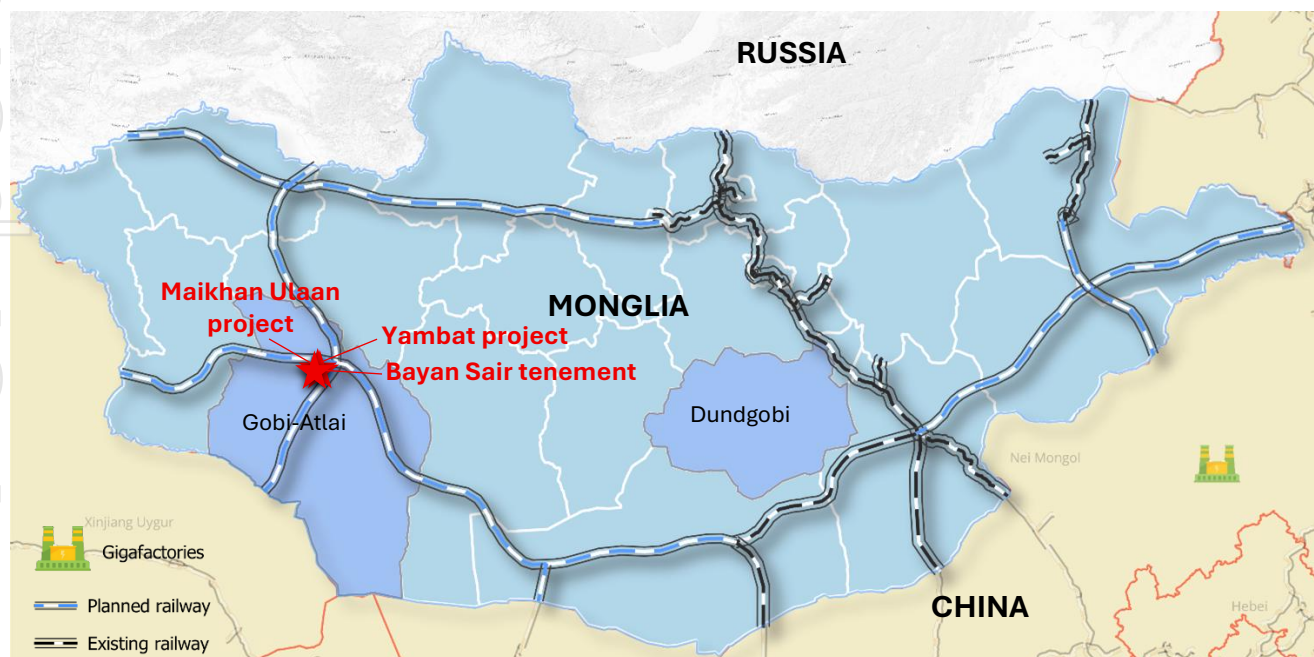 RUSSIA
Maikhan Ulaan
project
MONGLIA
Yambat project
Bayan Sair tenement
Gobi-Atlai
Dundgobi
Nei Mongol
Xinjiang Uygur
Gigafactories
Planned railway
CHINA
Hebei
Existing railway